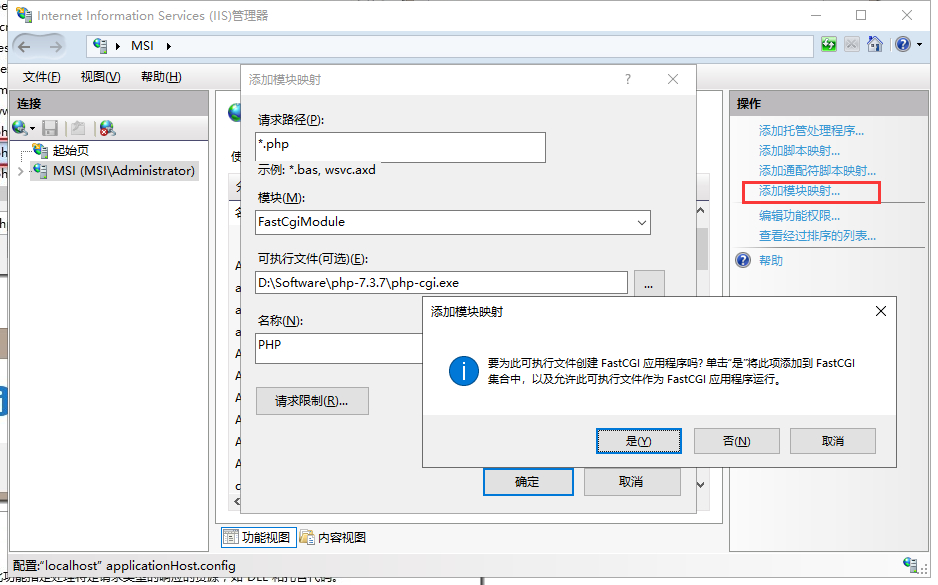 Internet Information Services (IIS)管理器
MSI
文件(F) 视图(V) 帮助(H)
连接
起始页
MSI (MSI\Administrator)
添加模块映射
?
请求路径(P):
*.php
示例: *.bas, wsvc.axd
模块(M):
FastCgiModule
可执行文件(可选)(E):
D:\Software\php-7.3.7\php-cgi.exe
...
名称(N):
PHP
请求限制(R)...
确定
取消
添加模块映射
要为此可执行文件创建 FastCGI 应用程序吗? 单击“是”将此项添加到 FastCGI
集合中，以及允许此可执行文件作为 FastCGI 应用程序运行。
是(Y)
否(N)
取消
操作
添加托管处理程序...
添加脚本映射...
添加通配符脚本映射...
添加模块映射...
编辑功能权限...
查看经过排序的列表...
帮助
功能视图
内容视图
配置:“localhost” applicationHost.config